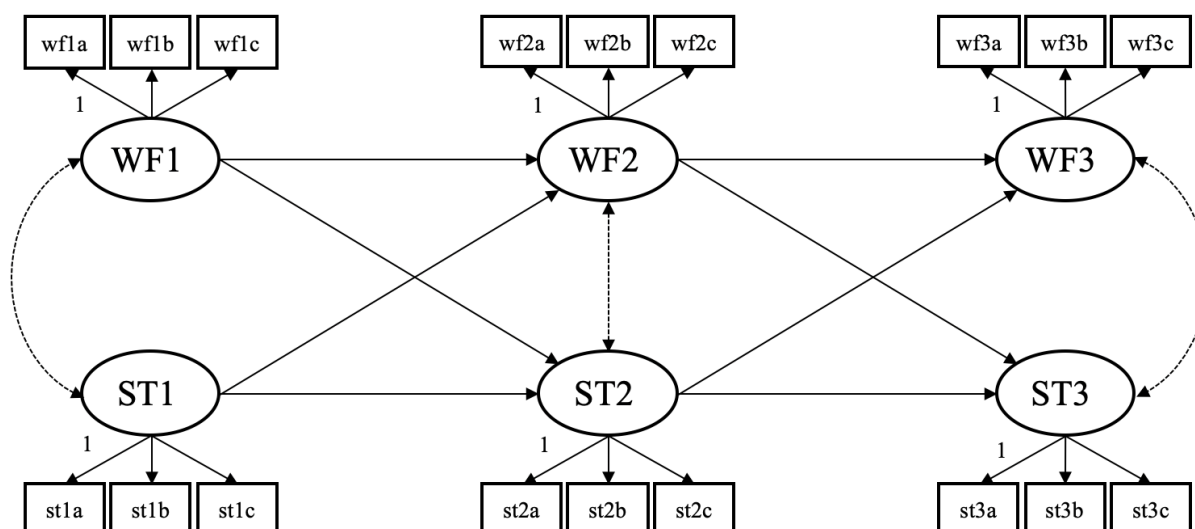 wf1a wf1b wf1c wf2a wf2b wf2c wf3a wf3b wf3c
1 1 1
WF1 WF2 WF3
ST1 ST2 ST3
1 1 1
st1a st1b st1c st2a st2b st2c st3a st3b st3c